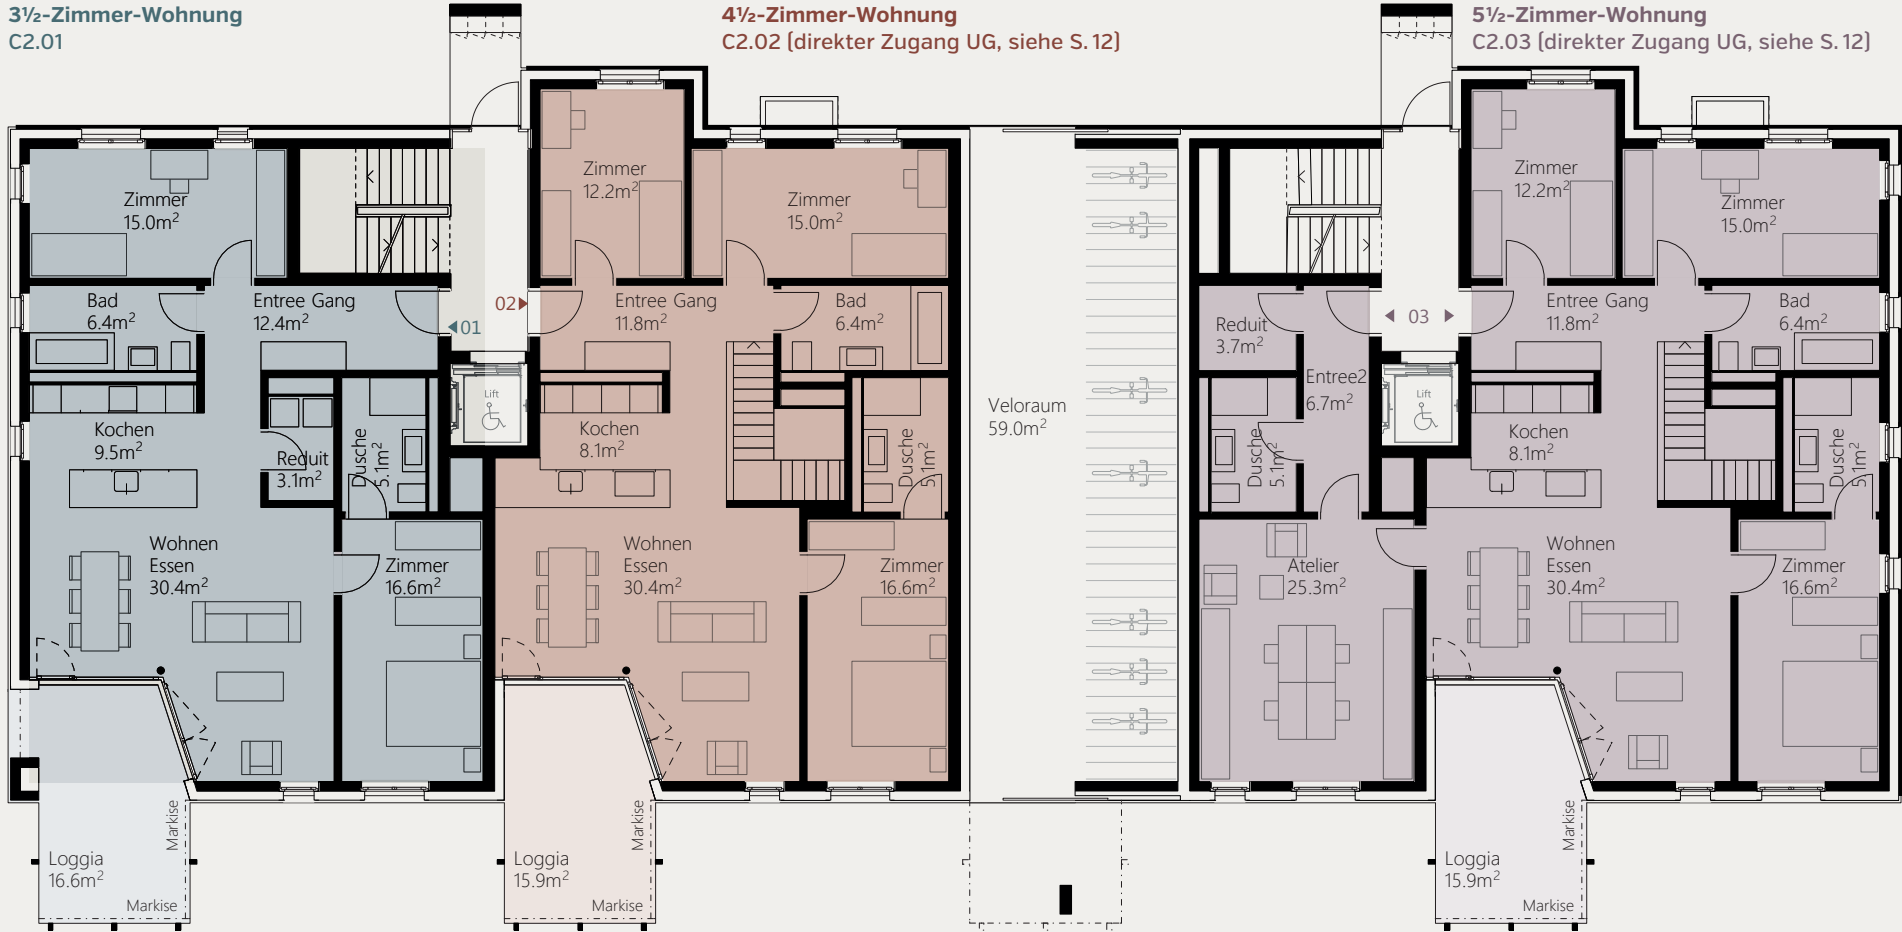 3½-Zimmer-Wohnung
C2.01
4½-Zimmer-Wohnung
C2.02 (direkter Zugang UG, siehe S. 12)
5½-Zimmer-Wohnung
C2.03 (direkter Zugang UG, siehe S. 12)
Zimmer
15.0m²
Bad
6.4m²
Entree Gang
12.4m²
01
Kochen
9.5m²
Reduit
3.1m²
Dusche
5.1m²
Lift
Wohnen
Essen
30.4m²
Zimmer
16.6m²
Loggia
16.6m²
Markise
Markise
02
Zimmer
12.2m²
Zimmer
15.0m²
Entree Gang
11.8m²
Bad
6.4m²
Kochen
8.1m²
Dusche
5.1m²
Wohnen
Essen
30.4m²
Zimmer
16.6m²
Loggia
15.9m²
Markise
Markise
Veloraum
59.0m²
Reduit
3.7m²
Entree2
6.7m²
Dusche
5.1m²
Atelier
25.3m²
03
Lift
Zimmer
12.2m²
Zimmer
15.0m²
Entree Gang
11.8m²
Bad
6.4m²
Kochen
8.1m²
Dusche
5.1m²
Wohnen
Essen
30.4m²
Zimmer
16.6m²
Loggia
15.9m²
Markise
Markise